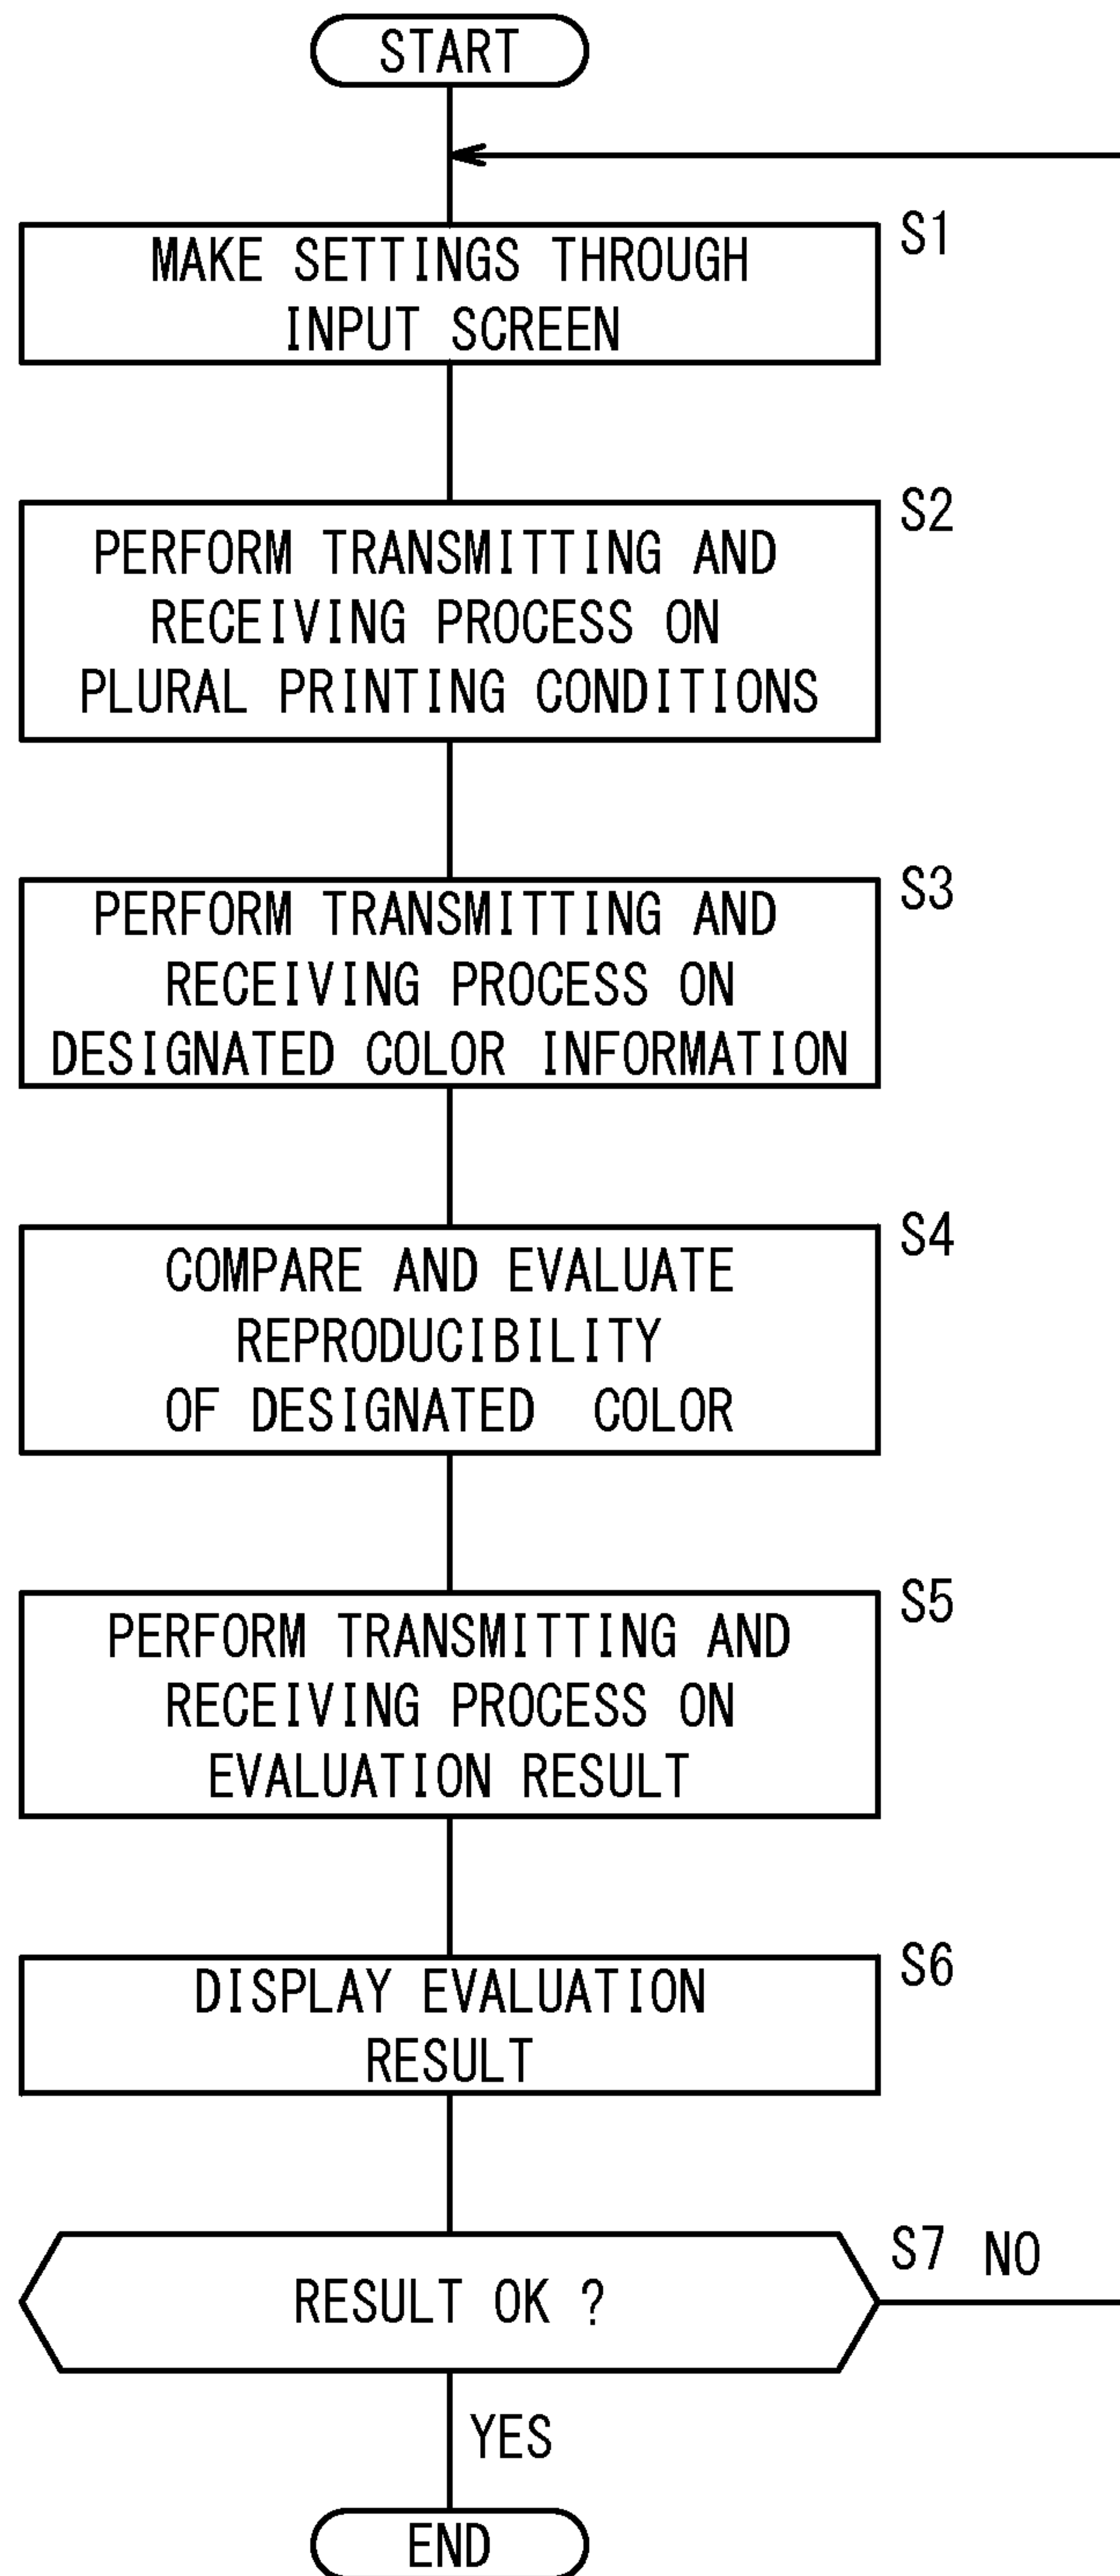 START
S1
MAKE SETTINGS THROUGH
INPUT SCREEN
S2
PERFORM TRANSMITTING AND
RECEIVING PROCESS ON
PLURAL PRINTING CONDITIONS
S3
PERFORM TRANSMITTING AND
RECEIVING PROCESS ON
DESIGNATED COLOR INFORMATION
S4
COMPARE AND EVALUATE
REPRODUCIBILITY
OF DESIGNATED COLOR
S5
PERFORM TRANSMITTING AND
RECEIVING PROCESS ON
EVALUATION RESULT
S6
DISPLAY EVALUATION
RESULT
S7 NO
RESULT OK ?
YES
END